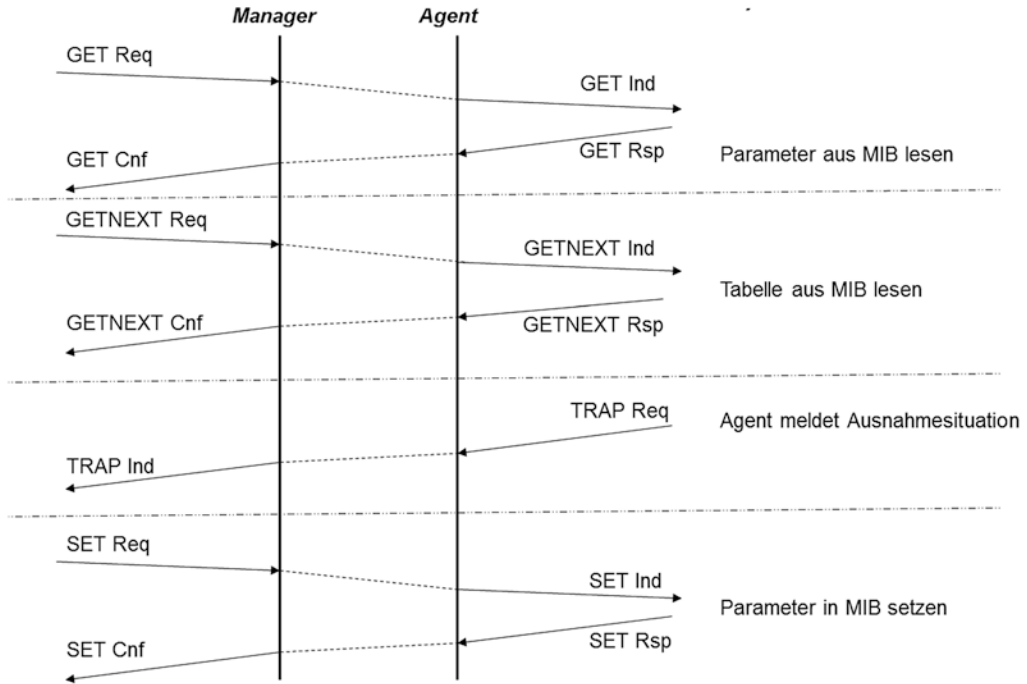 Manager Agent
GET Req
GET Ind
GET Cnf
GET Rsp
Parameter aus MIB lesen
GETNEXT Req
GETNEXT Ind
Tabelle aus MIB lesen
GETNEXT Cnf
GETNEXT Rsp
TRAP Req
Agent meldet Ausnahmesituation
TRAP Ind
SET Req
SET Ind
Parameter in MIB setzen
SET Cnf
SET Rsp